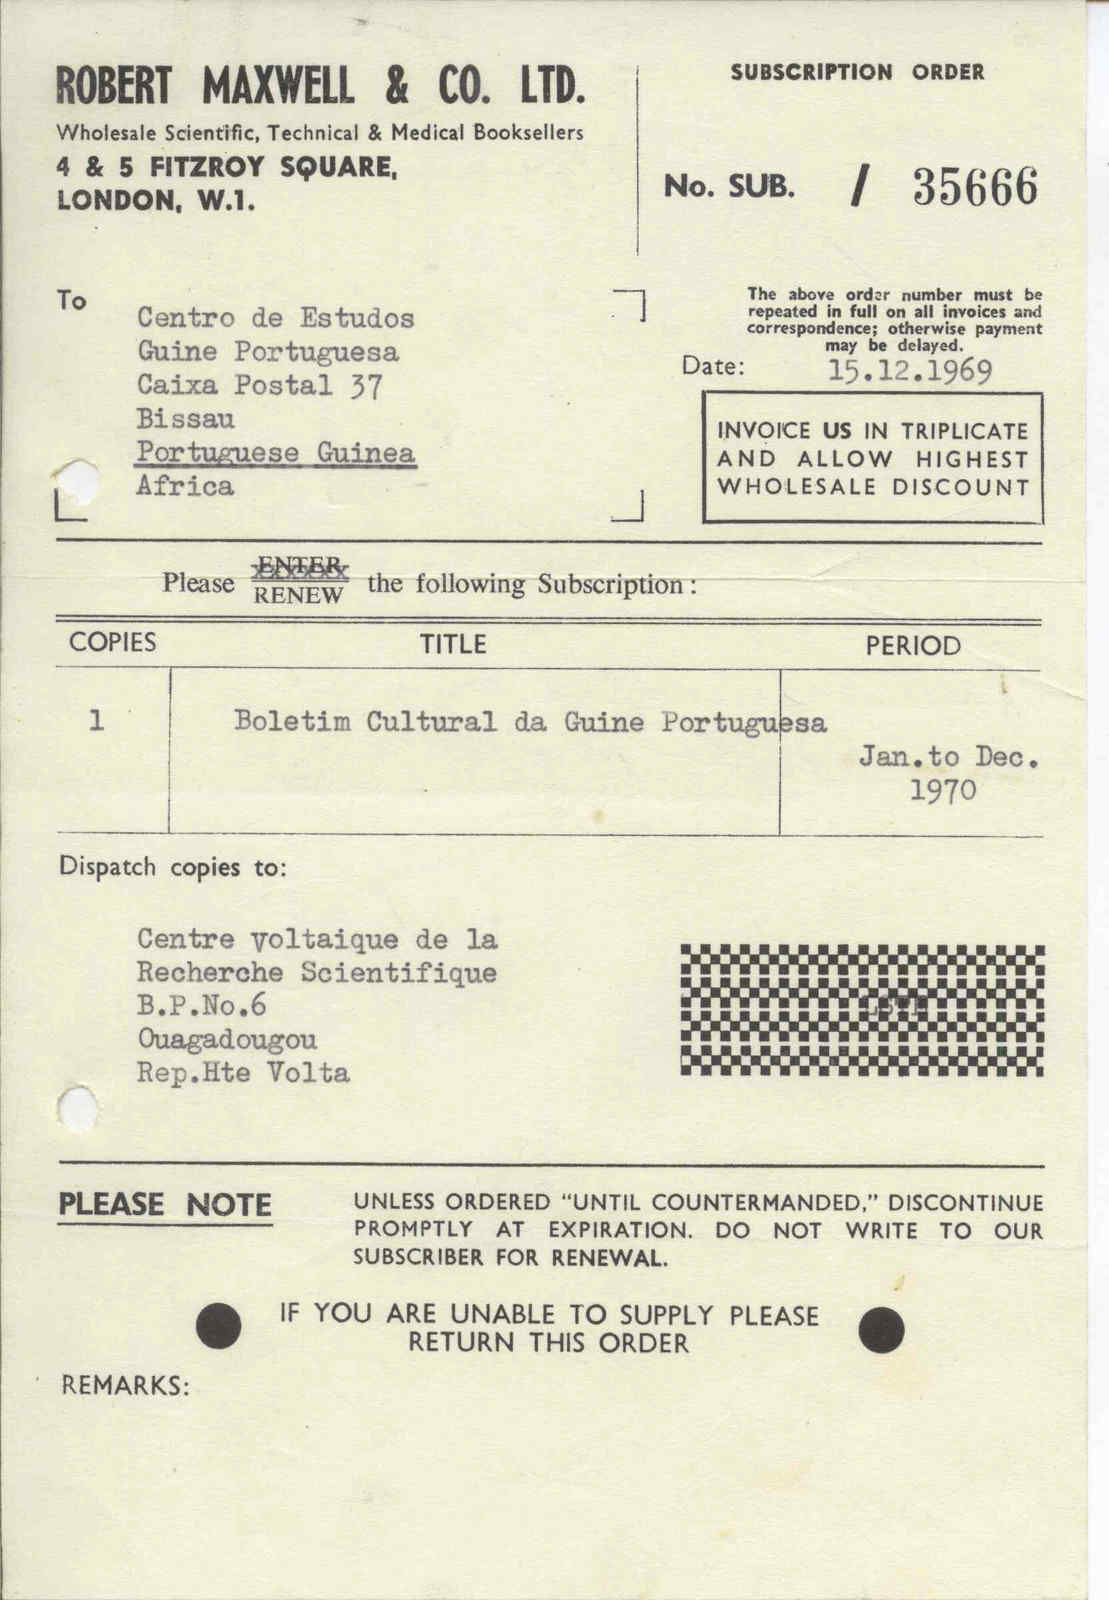 ROBERT MAXWELL & CO. LTD.
Wholesale Scientific, Technical & Medical Booksellers
4 & 5 FITZROY SQUARE,
LONDON, W.1.
SUBSCRIPTION ORDER
No. SUB. / 35666
To
Centro de Estudos
Guine Portuguesa
Caixa Postal 37
Bissau
Portuguese Guinea
Africa
The above order number must be
repeated in full on all invoices and
correspondence; otherwise payment
may be delayed.
Date: 15.12.1969
INVOICE US IN TRIPLICATE
AND ALLOW HIGHEST
WHOLESALE DISCOUNT
ENTER
Please RENEW the following Subscription:
COPIES TITLE PERIOD
1 Boletim Cultural da Guine Portuguesa
Jan.to Dec.
1970
Dispatch copies to:
Centre voltaique de la
Recherche Scientifique
B.P.No.6
Ouagadougou
Rep.Hte Volta
PLEASE NOTE
UNLESS ORDERED "UNTIL COUNTERMANDED," DISCONTINUE
PROMPTLY AT EXPIRATION. DO NOT WRITE TO OUR
SUBSCRIBER FOR RENEWAL.
IF YOU ARE UNABLE TO SUPPLY PLEASE
RETURN THIS ORDER
REMARKS: